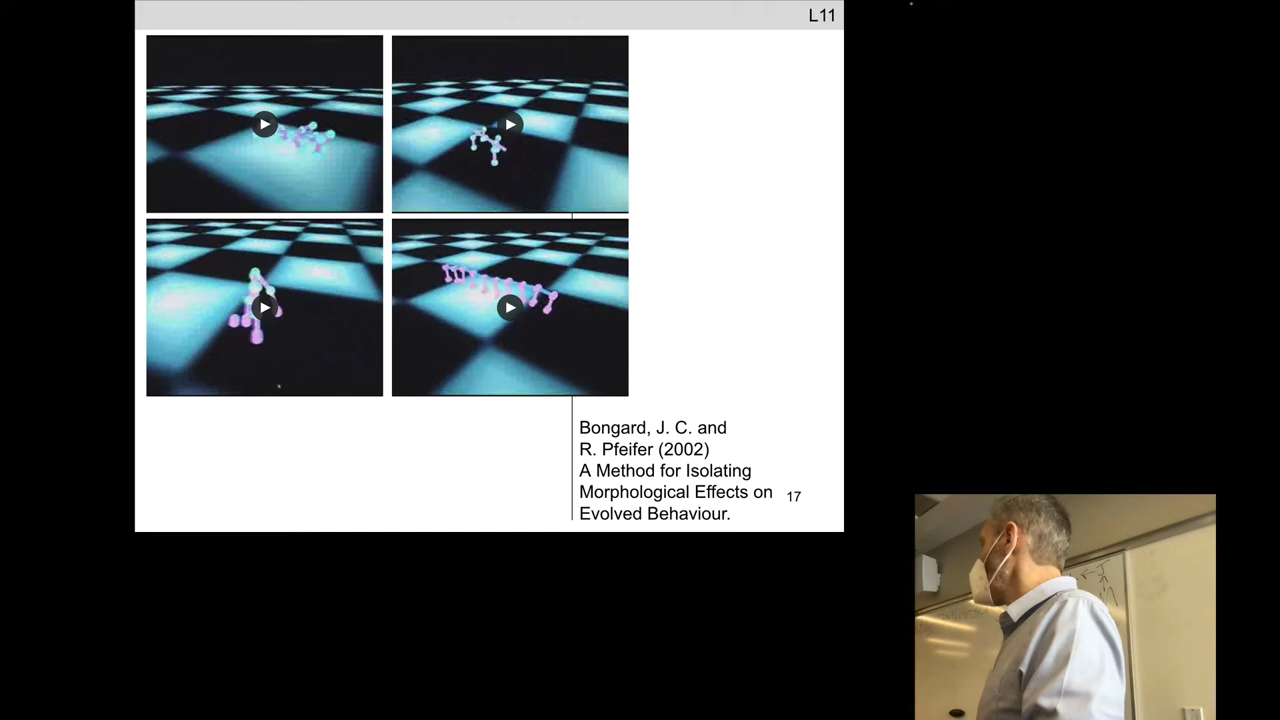 L11
Bongard, J. C. and
R. Pfeifer (2002)
A Method for Isolating
Morphological Effects on
Evolved Behaviour.
17